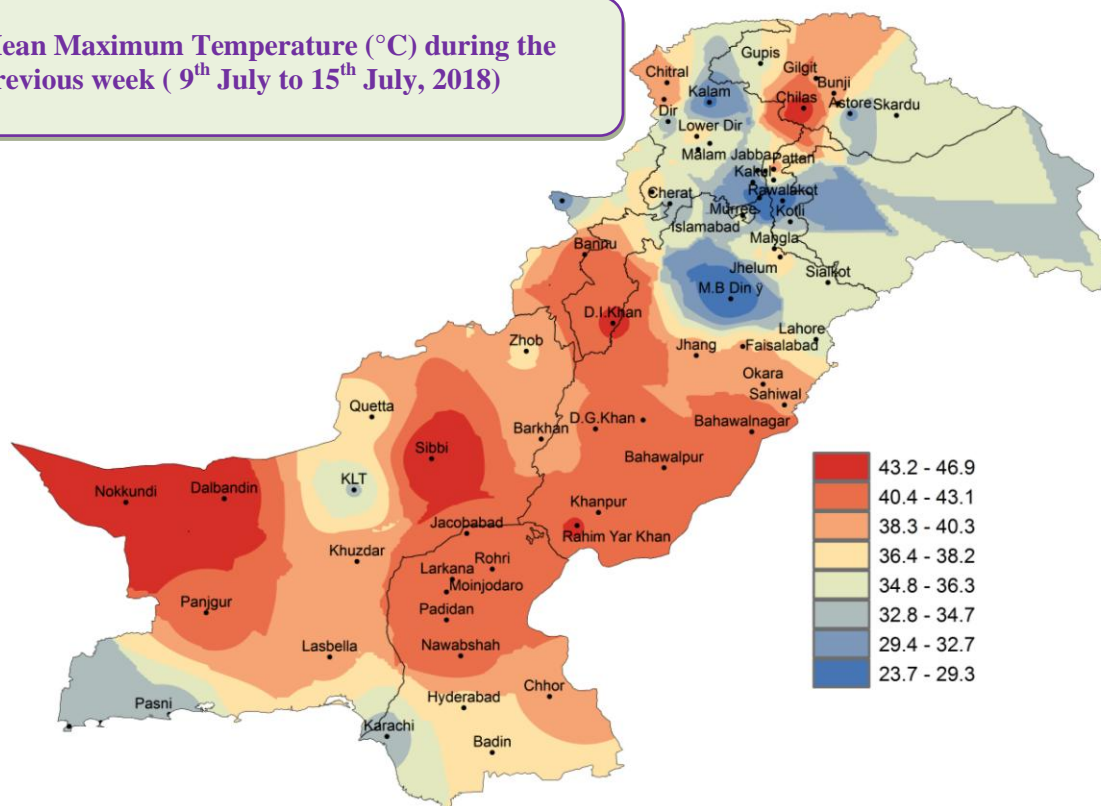 ean Maximum Temperature (°C) during the
revious week ( 9th July to 15th July, 2018)
Gupis
Chitral
Gilgit
Bunji
Kalam
Chilas
Astore
Skardu
Dir
Lower Dir
Malam Jabba
Pattan
Kakul
Cherat
Rawalakot
Murree
Kotli
Islamabad
Bannu
Mangla
Jhelum
Sialkot
M.B Din ÿ
D.I.Khan
Lahore
Zhob
Jhang
Faisalabad
Okara
Sahiwal
Quetta
D.G.Khan
Bahawalnagar
Barkhan
Sibbi
Bahawalpur
KLT
Nokkundi
Dalbandin
Khanpur
Jacobabad
Rahim Yar Khan
Khuzdar
Rohri
Larkana
Moinjodaro
Panjgur
Padidan
Lasbella
Nawabshah
Chhor
Hyderabad
Pasni
Karachi
Badin
43.2 - 46.9
40.4 - 43.1
38.3 - 40.3
36.4 - 38.2
34.8 - 36.3
32.8 - 34.7
29.4 - 32.7
23.7 - 29.3